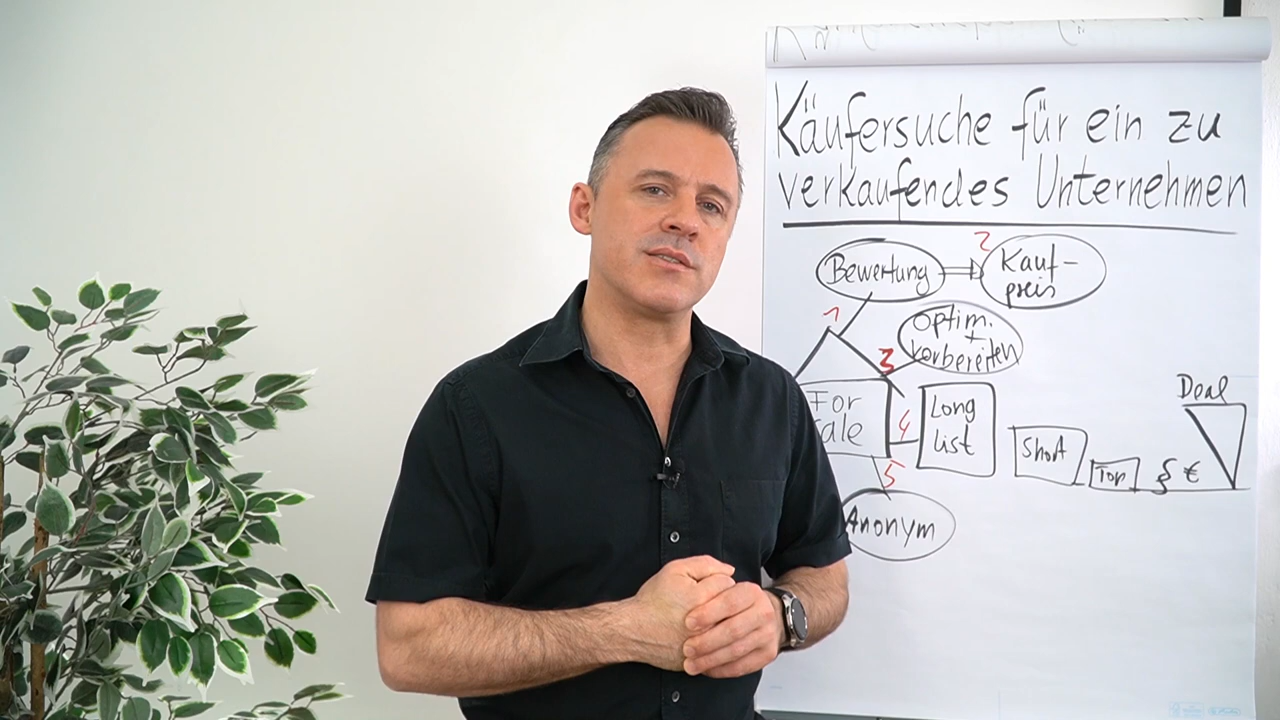 Käufersuche für ein zu
verkaufendes Unternehmen
Bewertung
2
Kauf-
preis
1
Optim.
+
vorbereiten
3
For
Sale
4
Long
list
Short
Top
§ €
Deal
5
Anonym